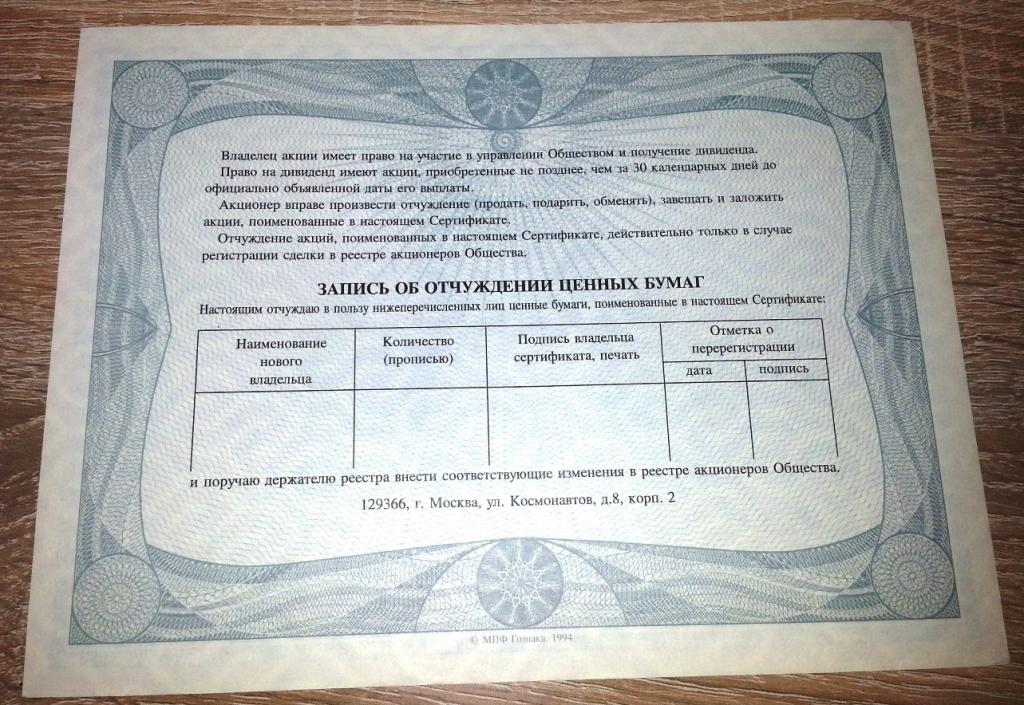 Владелец акции имеет право на участие в управлении Обществом и получение дивиденда.
Право на дивиденд имеют акции, приобретенные не позднее, чем за 30 календарных дней до
официально объявленной даты его выплаты.
Акционер вправе произвести отчуждение (продать, подарить, обменять), завещать и заложить
акции, поименованные в настоящем Сертификате.
Отчуждение акций, поименованных в настоящем Сертификате, действительно только в случае
регистрации сделки в реестре акционеров Общества.
ЗАПИСЬ ОБ ОТЧУЖДЕНИИ ЦЕННЫХ БУМАГ
Настоящим отчуждаю в пользу нижеперечисленных лиц ценные бумаги, поименованные в настоящем Сертификате:
Наименование
нового
владельца
Количество
(прописью)
Подпись владельца
сертификата, печать
Отметка о
перерегистрации
дата
подпись
и поручаю держателю реестра внести соответствующие изменения в реестре акционеров Общества.
129366, г. Москва, ул. Космонавтов, д.8, корп. 2
© МПФ Гознака. 1994.